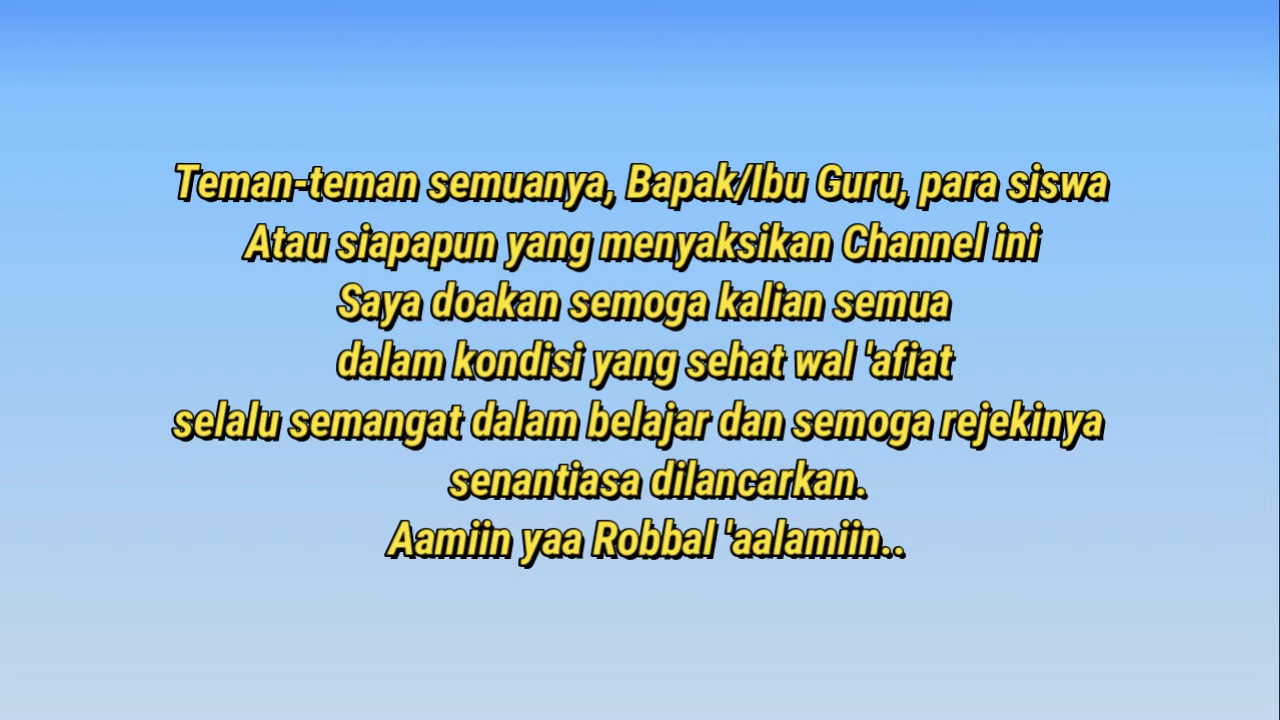 Teman-teman semuanya, Bapak/Ibu Guru, para siswa
Atau siapapun yang menyaksikan Channel ini
Saya doakan semoga kalian semua
dalam kondisi yang sehat wal 'afiat
selalu semangat dalam belajar dan semoga rejekinya
senantiasa dilancarkan.
Aamiin yaa Robbal 'aalamiin..